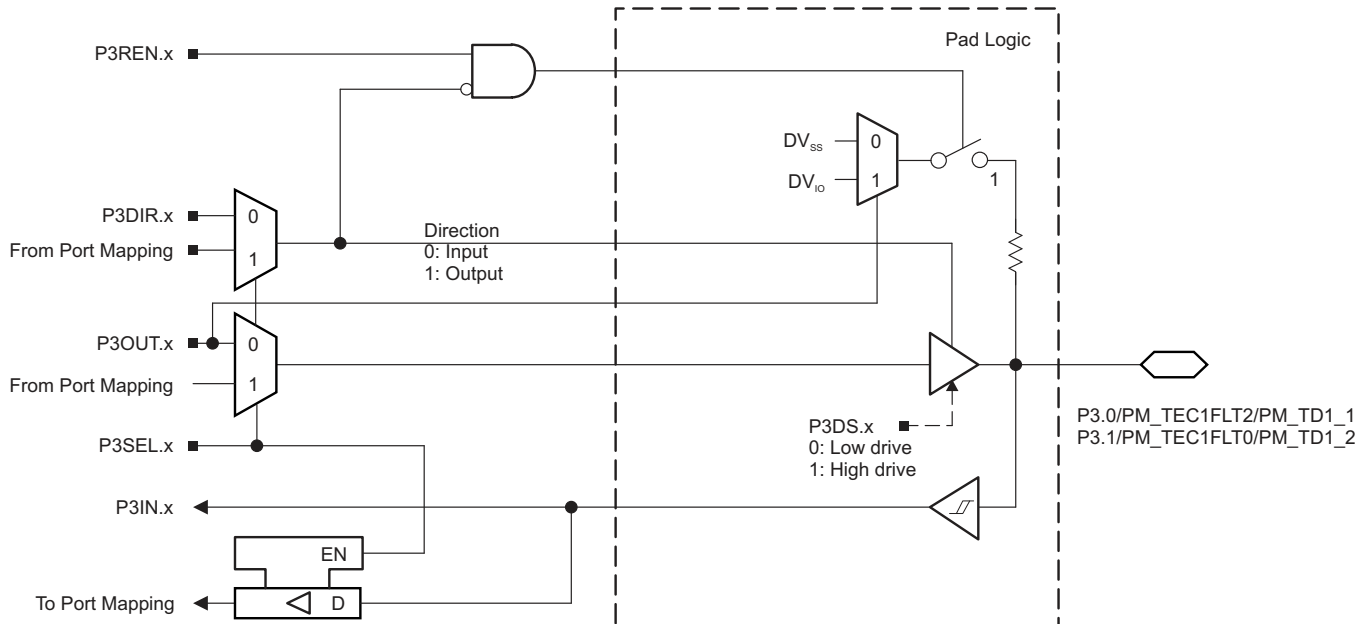 Pad Logic
P3REN.x
DVSS
0
DVIO
1
1
P3DIR.x
0
From Port Mapping
1
Direction
0: Input
1: Output
P3OUT.x
0
From Port Mapping
1
P3DS.x
0: Low drive
1: High drive
P3.0/PM_TEC1FLT2/PM_TD1_1
P3.1/PM_TEC1FLT0/PM_TD1_2
P3SEL.x
P3IN.x
EN
To Port Mapping
D